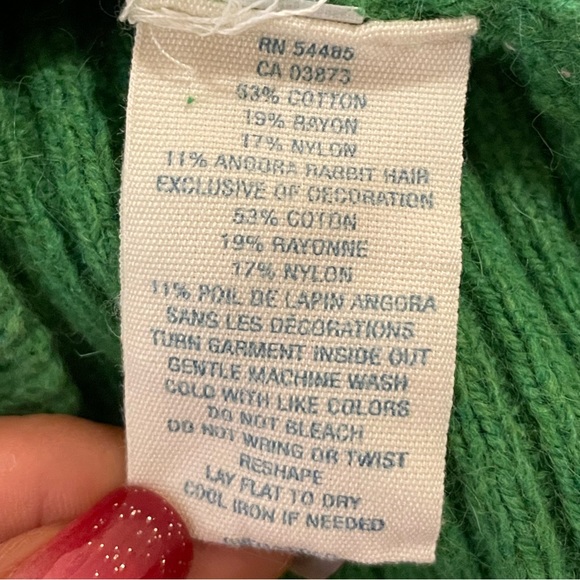 RN 54485
CA 03873
53% COTTON
19% RAYON
17% NYLON
11% ANGORA RABBIT HAIR
EXCLUSIVE OF DECORATION
53% COTON
19% RAYONNE
17% NYLON
11% POIL DE LAPIN ANGORA
SANS LES DÉCORATIONS
TURN GARMENT INSIDE OUT
GENTLE MACHINE WASH
COLD WITH LIKE COLORS
DO NOT BLEACH
DO NOT WRING OR TWIST
RESHAPE
LAY FLAT TO DRY
COOL IRON IF NEEDED